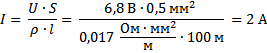 I = U · S / ρ · l = 6,8 В · 0,5 мм² / 0,017 Ом · мм² / м · 100 м = 2 А